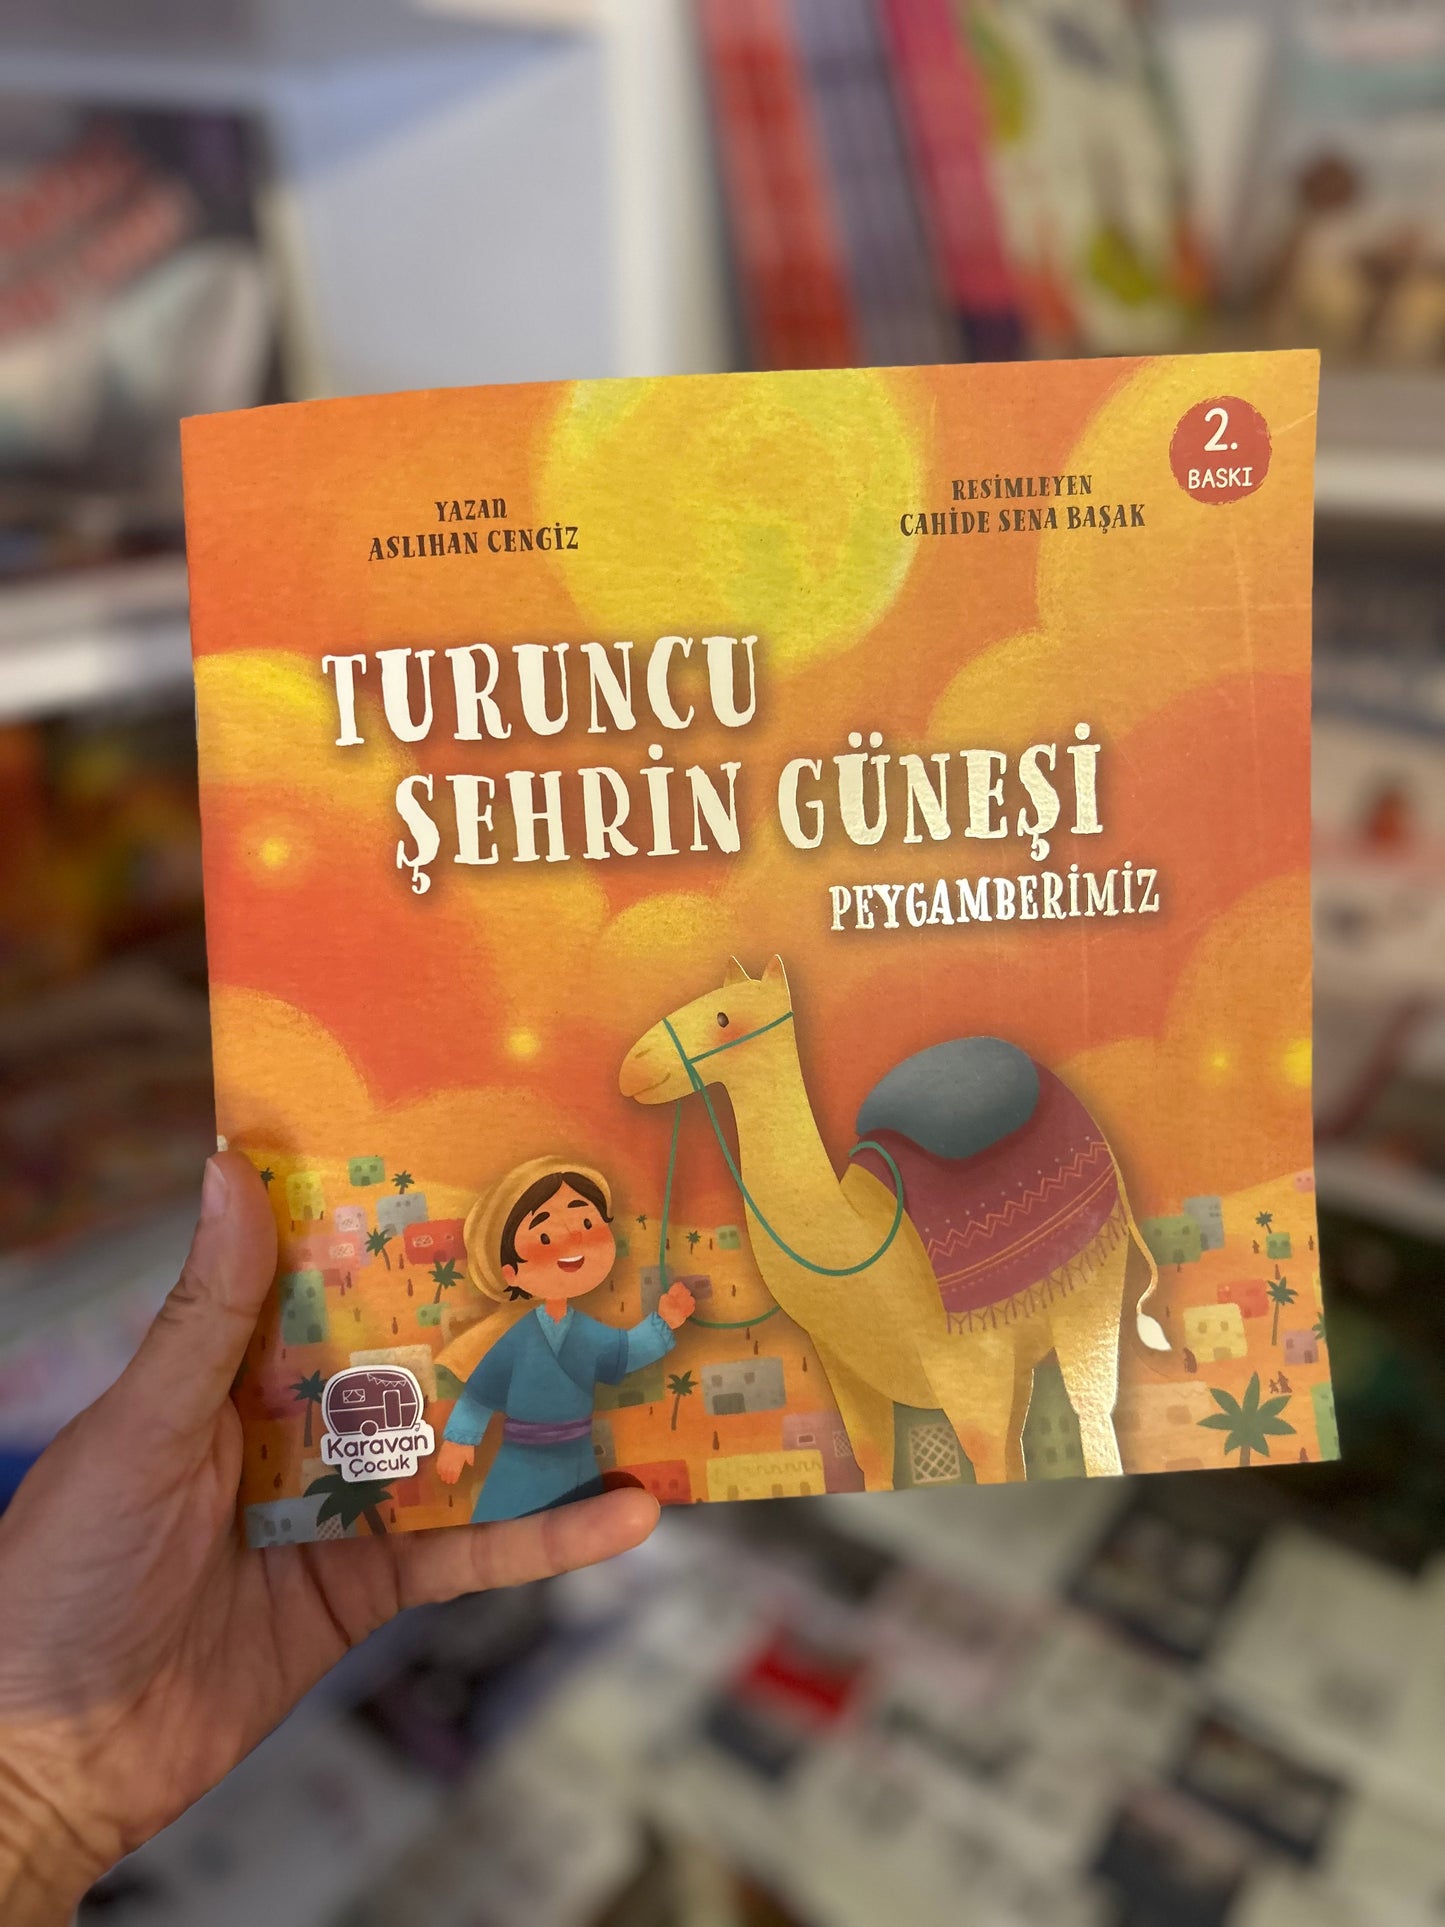 2.
BASKI
YAZAN
ASLIHAN CENGİZ
RESİMLEYEN
CAHİDE SENA BAŞAK
TURUNCU
ŞEHRİN GÜNEŞİ
PEYGAMBERİMİZ
Karavan
Çocuk